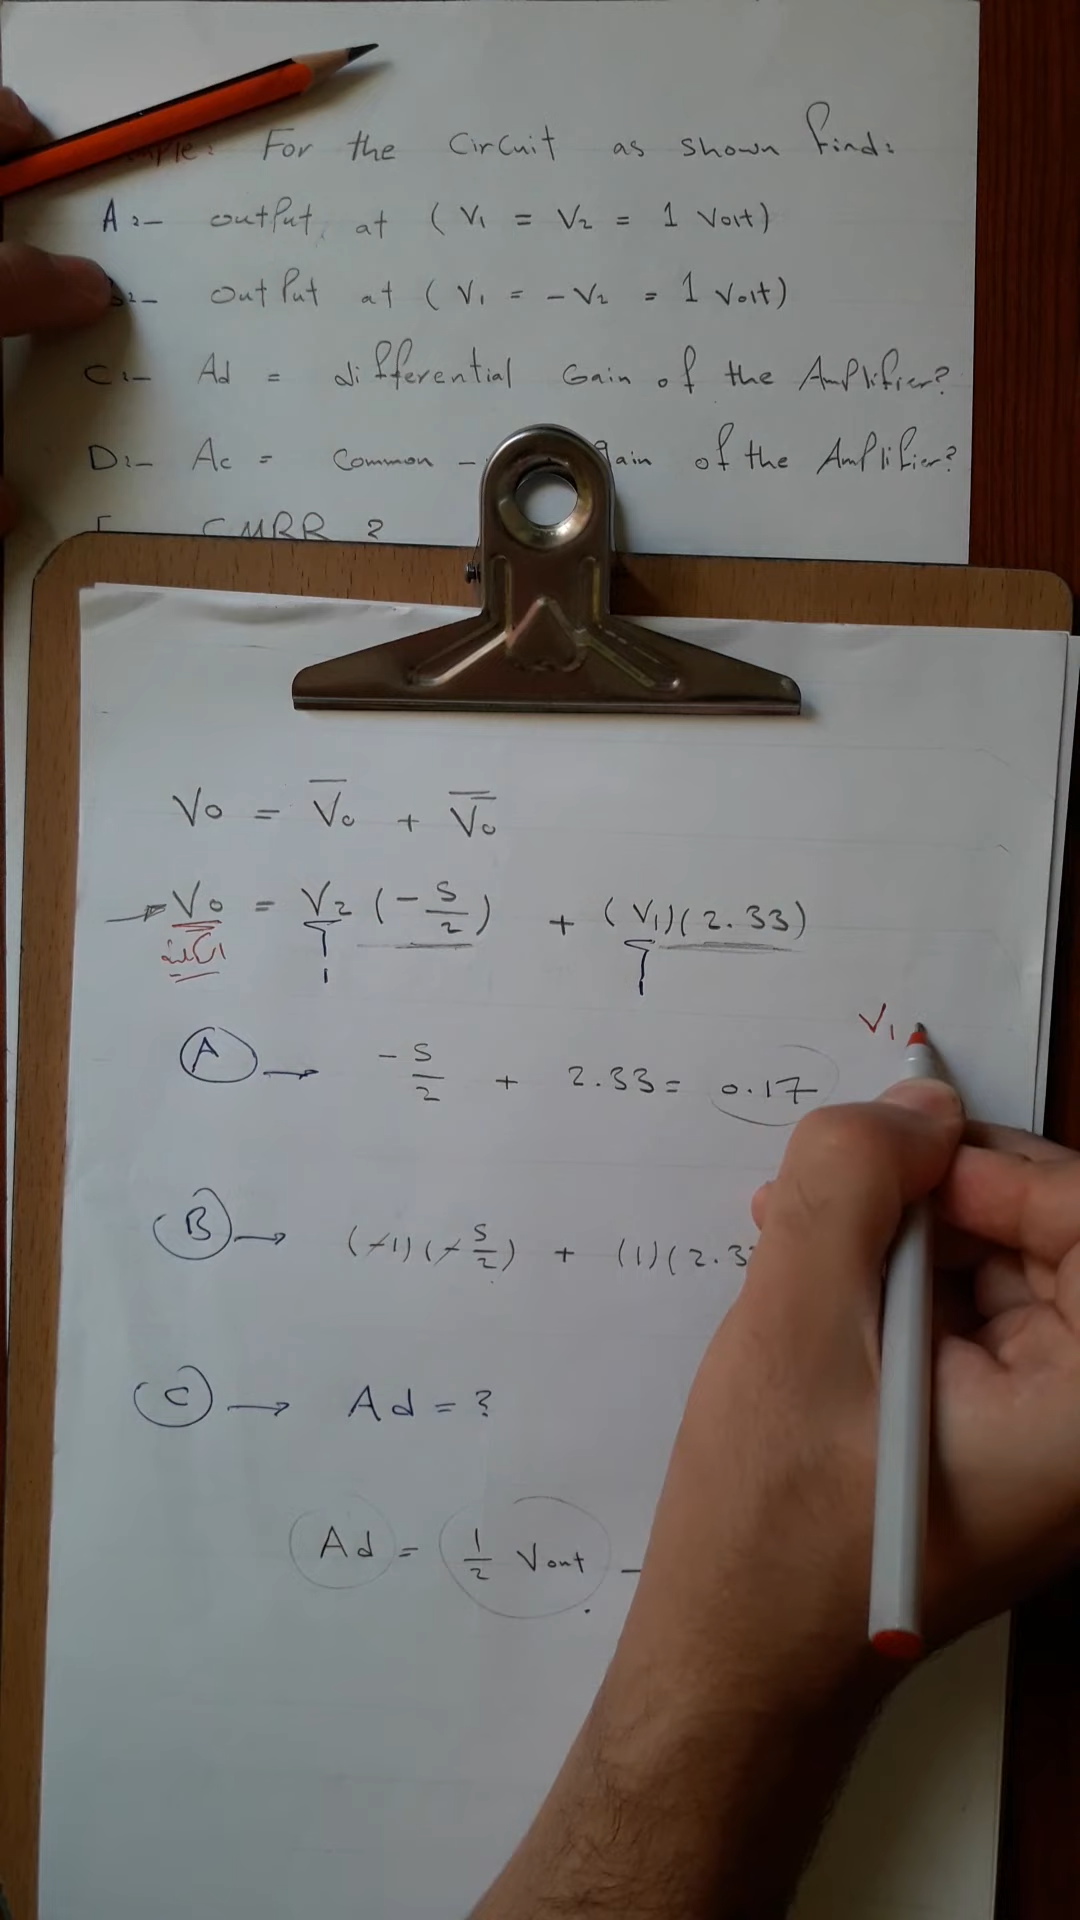 For the Circuit as shown find:
A:- output at ( V1 = V2 = 1 Volt)
B:- output at ( V1 = - V2 = 1 Volt)
C:- Ad = differential Gain of the Amplifier?
D:- Ac = Common - gain of the Amplifier?
CMRR ?
Vo = V̅o + V̿o
Vo = V2 (-5/2) + (V1)(2.33)
1 1
V1
A → -5/2 + 2.33 = 0.17
B → (-1)(-5/2) + (1)(2.3
C → Ad = ?
Ad = 1/2 Vout -